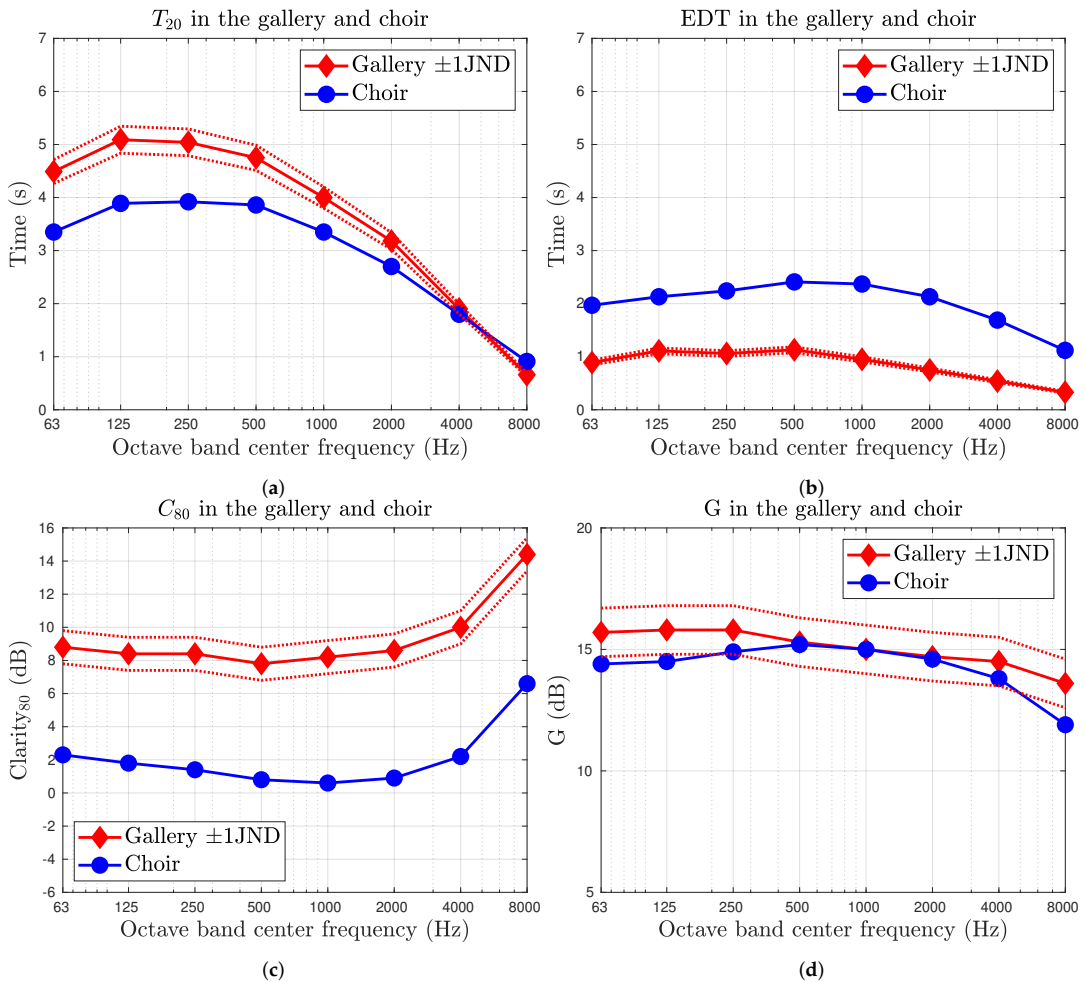 T20 in the gallery and choir
7
6
5
4
3
2
1
0
Time (s)
Gallery ±1JND
Choir
63 125 250 500 1000 2000 4000 8000
Octave band center frequency (Hz)
(a)
EDT in the gallery and choir
7
6
5
4
3
2
1
0
Time (s)
Gallery ±1JND
Choir
63 125 250 500 1000 2000 4000 8000
Octave band center frequency (Hz)
(b)
C80 in the gallery and choir
16
14
12
10
8
6
4
2
0
-2
-4
-6
Clarity80 (dB)
Gallery ±1JND
Choir
63 125 250 500 1000 2000 4000 8000
Octave band center frequency (Hz)
(c)
G in the gallery and choir
20
15
10
5
G (dB)
Gallery ±1JND
Choir
63 125 250 500 1000 2000 4000 8000
Octave band center frequency (Hz)
(d)